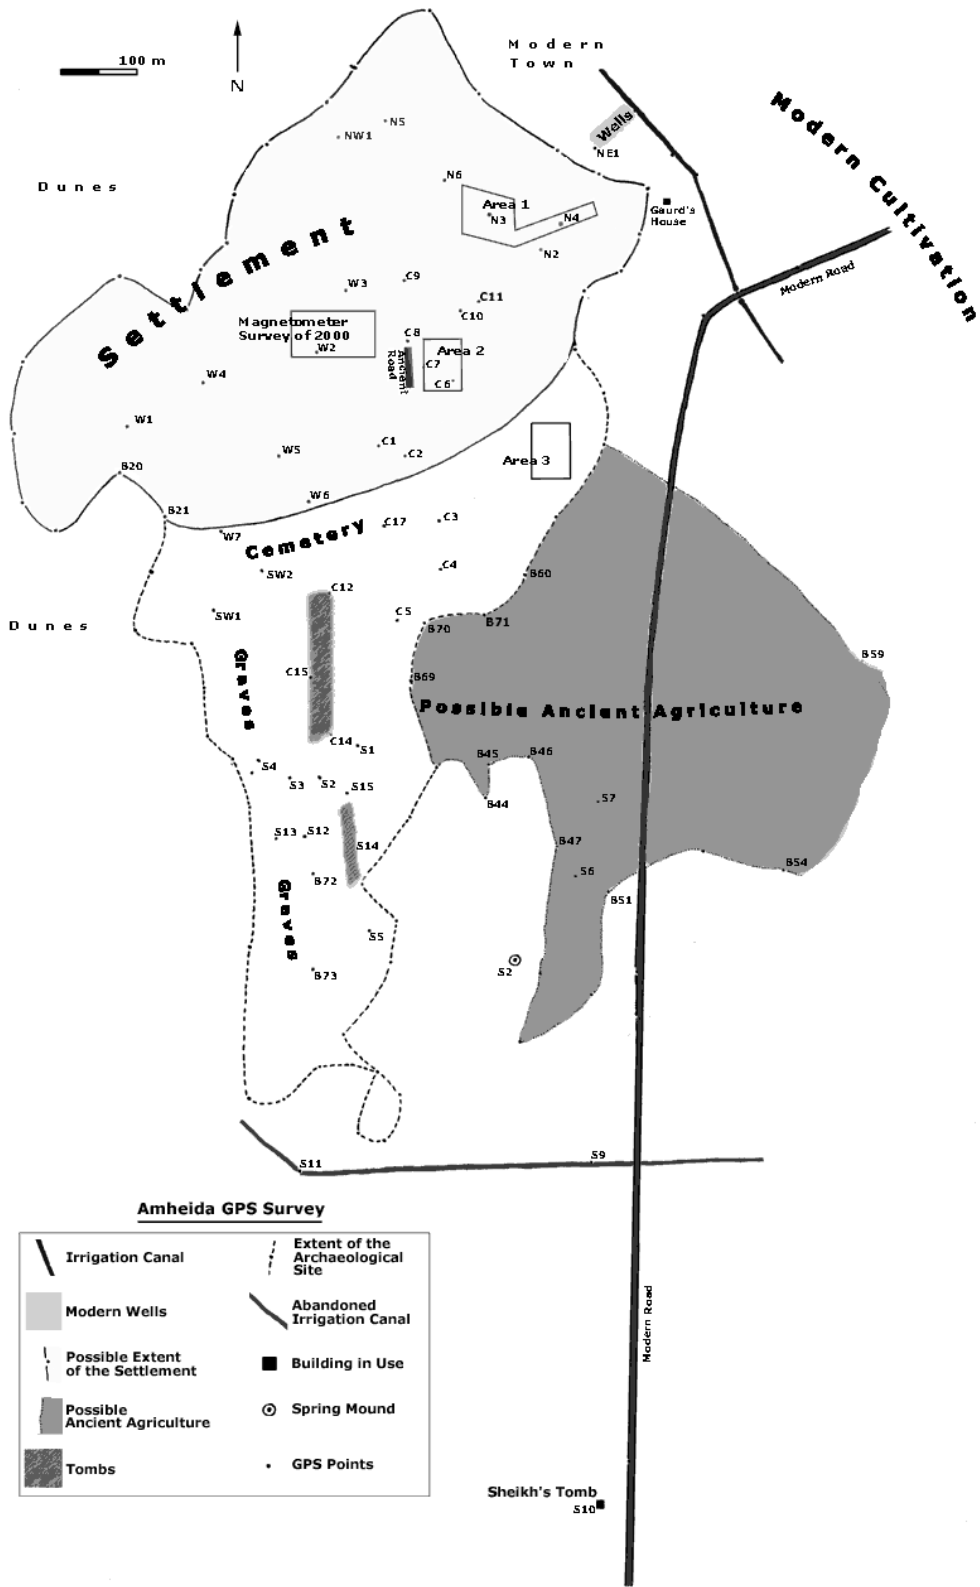 Modern
Town
100 m
N
Modern Cultivation
Wells
N5
NW1
NE1
Dunes
N6
Area 1
N3
N4
Gaurd's
House
N2
Settlement
Modern Road
C9
W3
C11
C10
Magnetometer
Survey of 2000
W2
C8
Ancient
Road
Area 2
C7
C6
W4
W1
C1
C2
W5
Area 3
B20
W6
B21
C17
C3
W7
Cemetery
C4
SW2
B60
C12
Dunes
SW1
C5
B70
B71
B59
Graves
C15
B69
Possible Ancient Agriculture
C14
S1
B45
B46
S4
S3
S2
S15
B44
S7
S13
S12
S14
B47
B54
S6
B72
B51
Graves
S5
S2
B73
S11
S9
Amheida GPS Survey
Irrigation Canal
Extent of the
Archaeological
Site
Modern Wells
Abandoned
Irrigation Canal
Possible Extent
of the Settlement
Building in Use
Possible
Ancient Agriculture
Spring Mound
Tombs
GPS Points
Modern Road
Sheikh's Tomb
S10